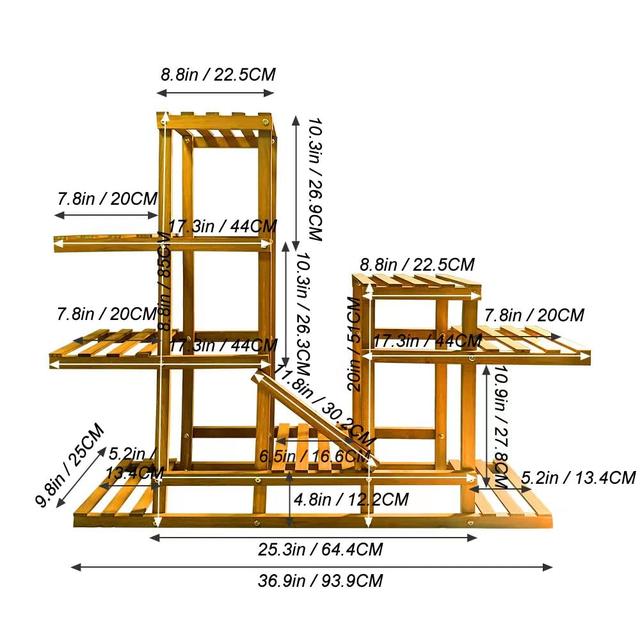 8.8in / 22.5CM
10.3in / 26.9CM
7.8in / 20CM
17.3in / 44CM
8.8in / 85CM
10.3in / 26.3CM
8.8in / 22.5CM
7.8in / 20CM
7.8in / 20CM
17.3in / 44CM
20in / 51CM
17.3in / 44CM
11.8in / 30.2CM
10.9in / 27.8CM
9.8in / 25CM
5.2in /
13.4CM
6.5in / 16.6CM
5.2in / 13.4CM
4.8in / 12.2CM
25.3in / 64.4CM
36.9in / 93.9CM